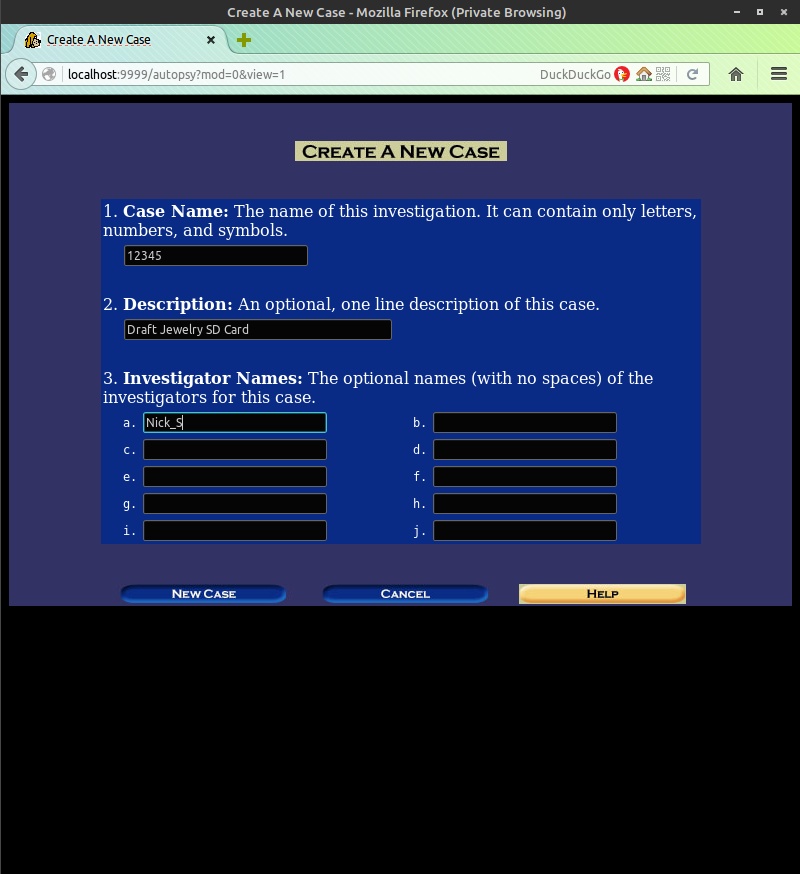 Create A New Case - Mozilla Firefox (Private Browsing)
Create A New Case
localhost:9999/autopsy?mod=0&view=1
DuckDuckGo
CREATE A NEW CASE
1. Case Name: The name of this investigation. It can contain only letters,
numbers, and symbols.
12345
2. Description: An optional, one line description of this case.
Draft Jewelry SD Card
3. Investigator Names: The optional names (with no spaces) of the
investigators for this case.
a. Nick_S b.
c. d.
e. f.
g. h.
i. j.
NEW CASE CANCEL HELP